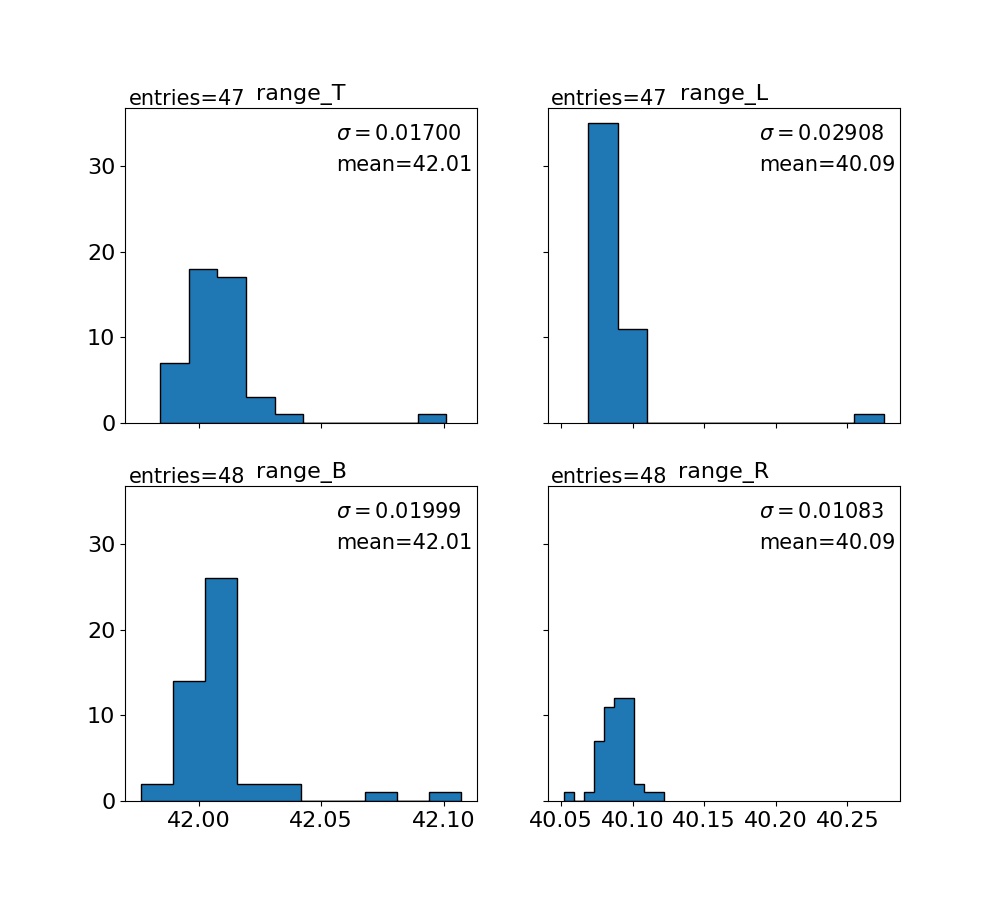 entries=47 range_T
σ = 0.01700
mean=42.01
30
20
10
0
entries=47 range_L
σ = 0.02908
mean=40.09
entries=48 range_B
σ = 0.01999
mean=42.01
30
20
10
0
42.00 42.05 42.10
entries=48 range_R
σ = 0.01083
mean=40.09
40.05 40.10 40.15 40.20 40.25